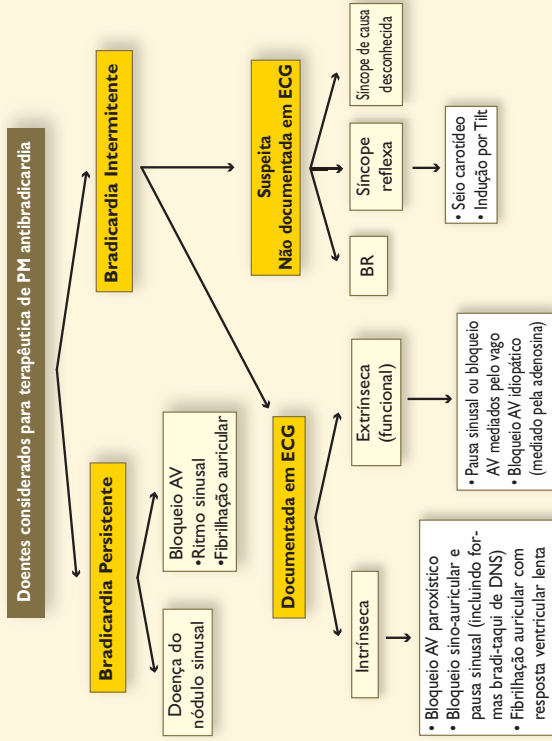 Doentes considerados para terapêutica de PM antibradicardia
Bradicardia Persistente
Bradicardia Intermitente
Doença do
nódulo sinusal
Bloqueio AV
•Ritmo sinusal
•Fibrilhação auricular
Documentada em ECG
Suspeita
Não documentada em ECG
Intrínseca
Extrínseca
(funcional)
BR
Síncope
reflexa
Síncope de causa
desconhecida
• Bloqueio AV paroxístico
• Bloqueio sino-auricular e
pausa sinusal (incluindo for-
mas bradi-taqui de DNS)
• Fibrilhação auricular com
resposta ventricular lenta
• Pausa sinusal ou bloqueio
AV mediados pelo vago
• Bloqueio AV idiopático
(mediado pela adenosina)
• Seio carotídeo
• Indução por Tilt